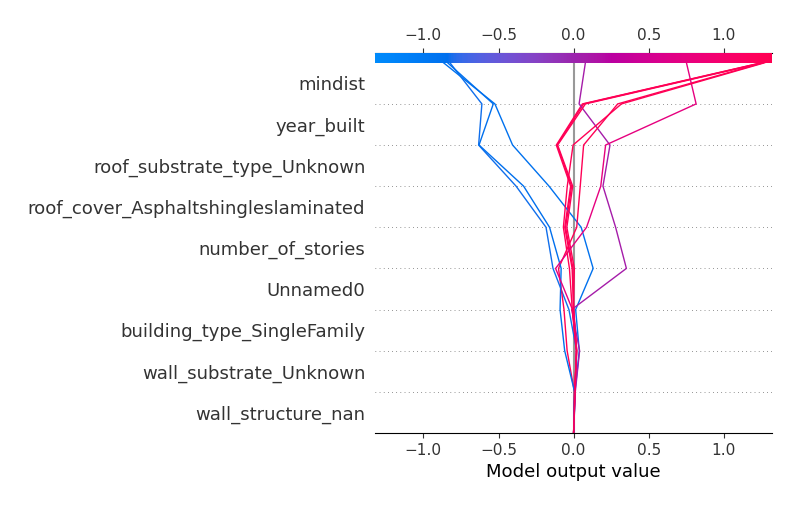 −1.0 −0.5 0.0 0.5 1.0
mindist
year_built
roof_substrate_type_Unknown
roof_cover_Asphaltshingleslaminated
number_of_stories
Unnamed0
building_type_SingleFamily
wall_substrate_Unknown
wall_structure_nan
−1.0 −0.5 0.0 0.5 1.0
Model output value